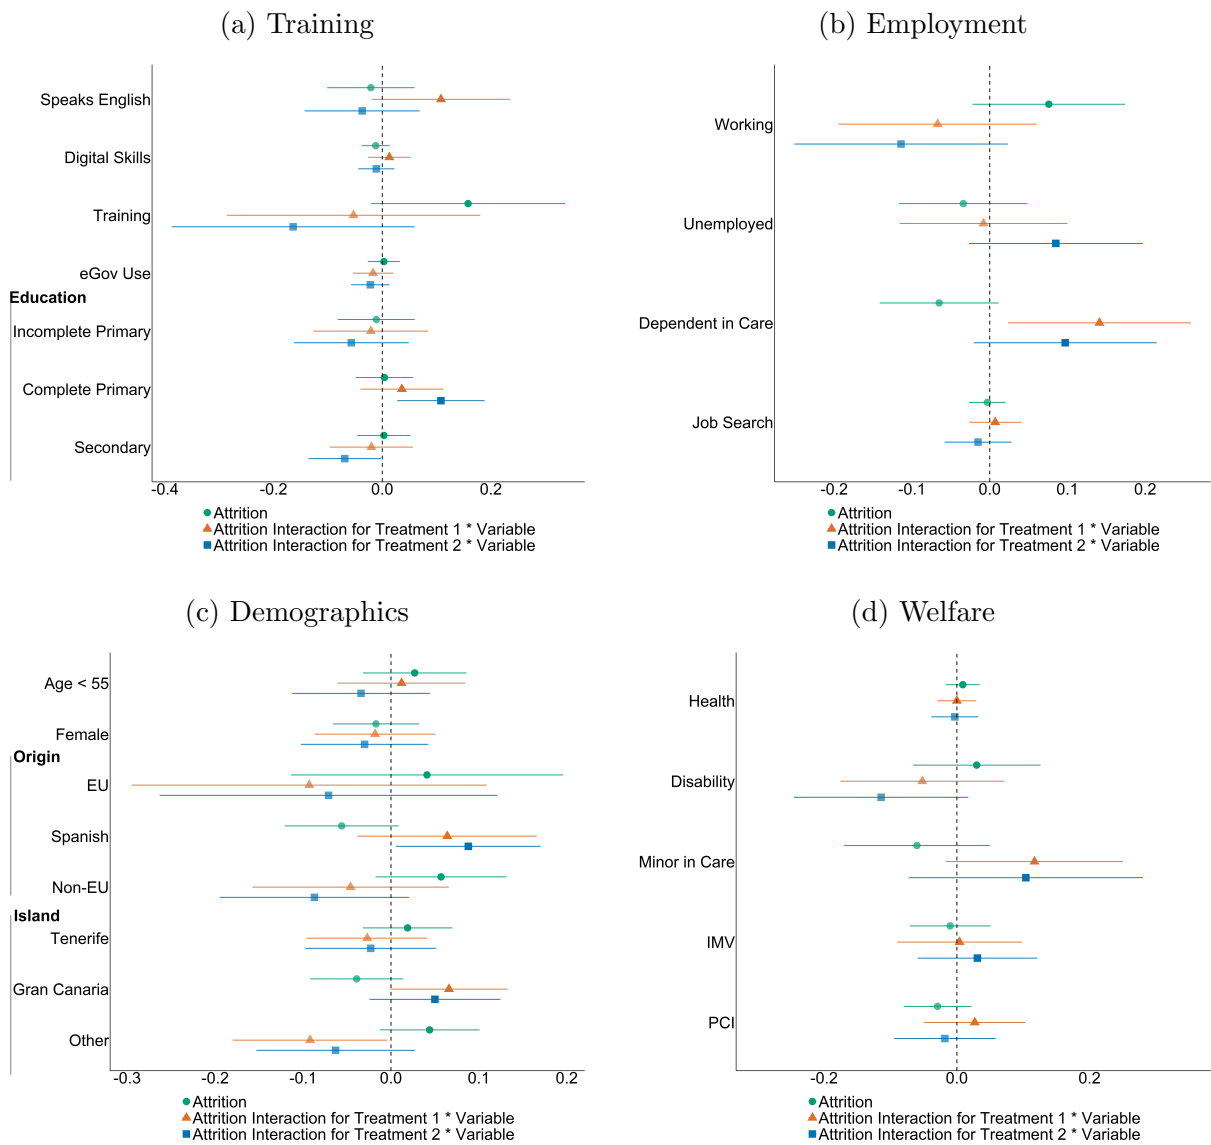 (a) Training
Speaks English
Digital Skills
Training
eGov Use
Education
Incomplete Primary
Complete Primary
Secondary
-0.4 -0.2 0.0 0.2
Attrition
Attrition Interaction for Treatment 1 * Variable
Attrition Interaction for Treatment 2 * Variable
(b) Employment
Working
Unemployed
Dependent in Care
Job Search
-0.2 -0.1 0.0 0.1 0.2
Attrition
Attrition Interaction for Treatment 1 * Variable
Attrition Interaction for Treatment 2 * Variable
(c) Demographics
Age < 55
Female
Origin
EU
Spanish
Non-EU
Island
Tenerife
Gran Canaria
Other
-0.3 -0.2 -0.1 0.0 0.1 0.2
Attrition
Attrition Interaction for Treatment 1 * Variable
Attrition Interaction for Treatment 2 * Variable
(d) Welfare
Health
Disability
Minor in Care
IMV
PCI
-0.2 0.0 0.2
Attrition
Attrition Interaction for Treatment 1 * Variable
Attrition Interaction for Treatment 2 * Variable